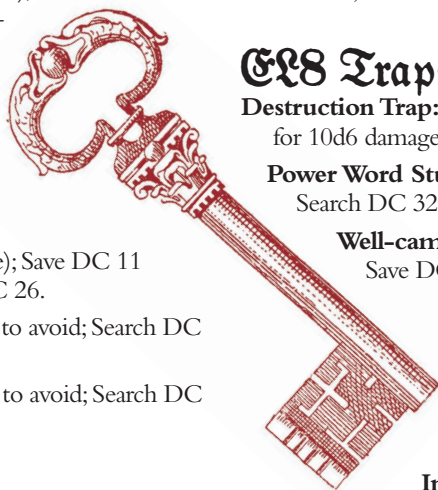 EL8 Trap
Destruction Trap:
for 10d6 damage
Power Word Stu
Search DC 32
Well-cam
Save DC
); Save DC 11
C 26.
to avoid; Search DC
to avoid; Search DC
In